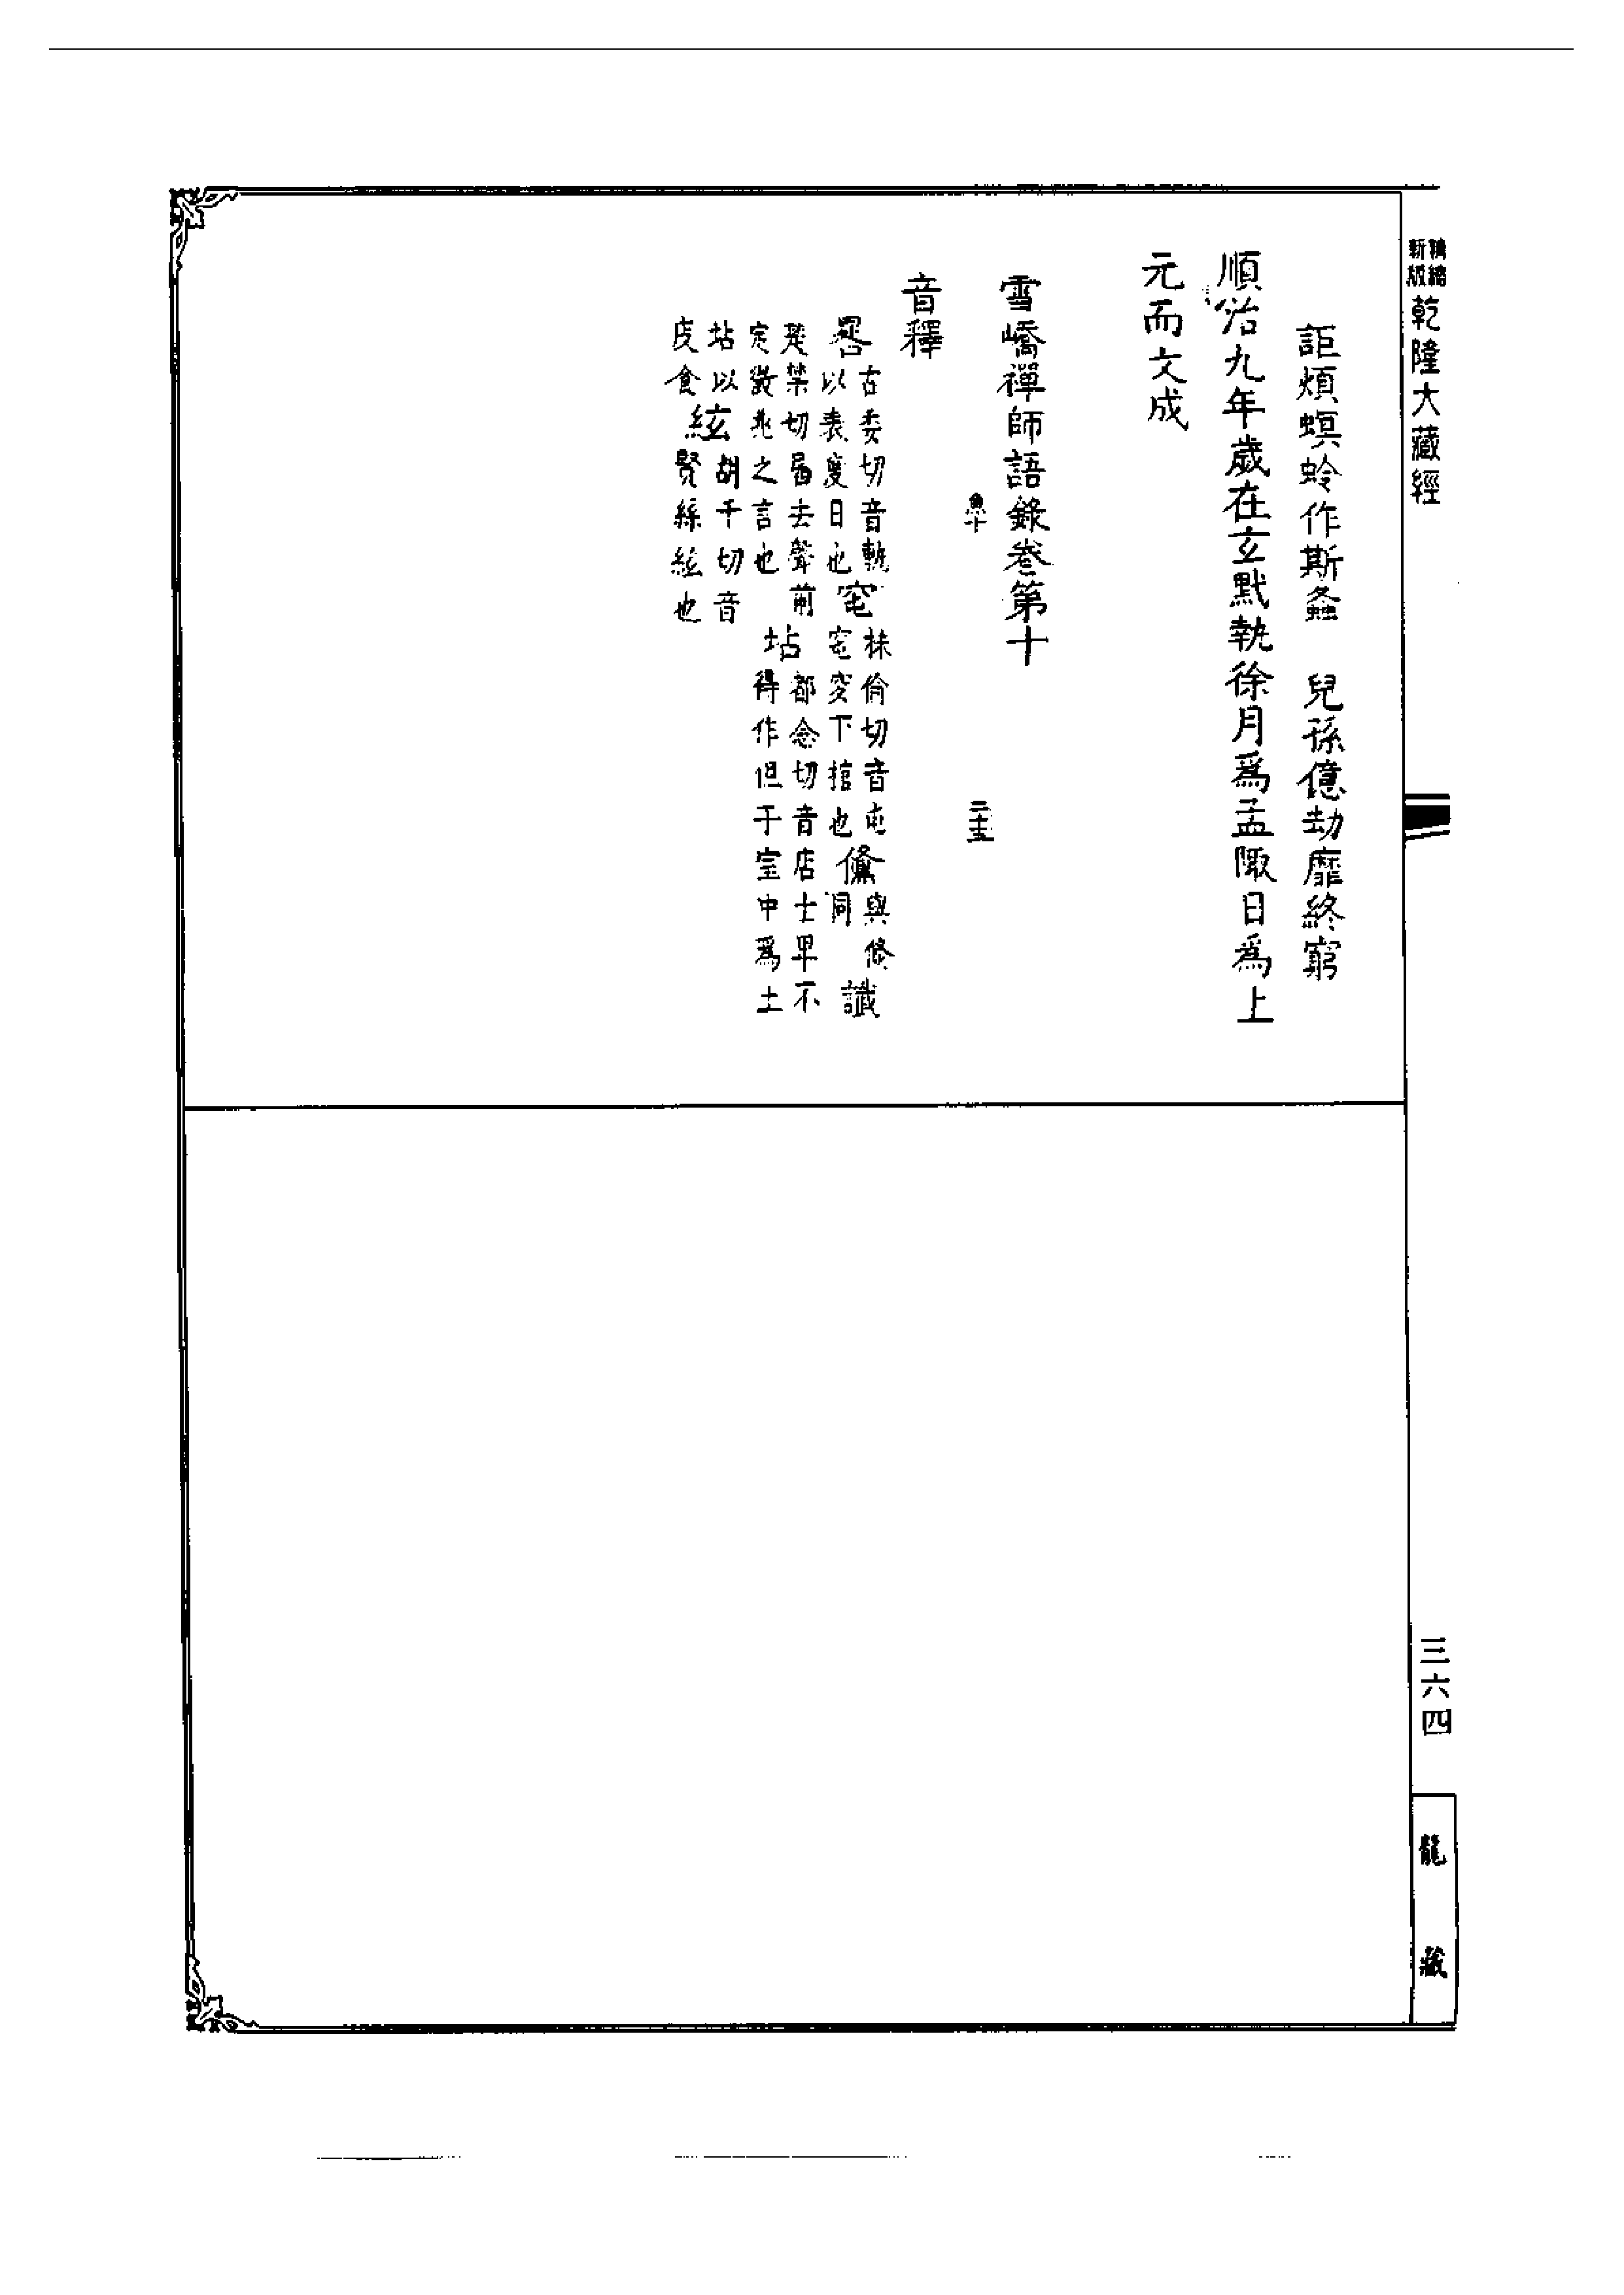 精縮
新版
乾隆大藏經
三六四
龍藏
詎煩螟蛉作斯螽　兒孫億劫靡終窮
順治九年歲在玄黓執徐月爲孟陬日爲上
元而文成
雪嶠禪師語錄卷第十
魚十
音釋
晷
古委切音軌
以表度日也
窀
株倫切音屯
窀穸下棺也
儵
與倏
同
讖
楚禁切𡺸去聲前
定徵兆之言也
坫
都念切音店士卑不
得作但于室中爲土
坫以
庋食
絃
胡千切音
賢絲絃也